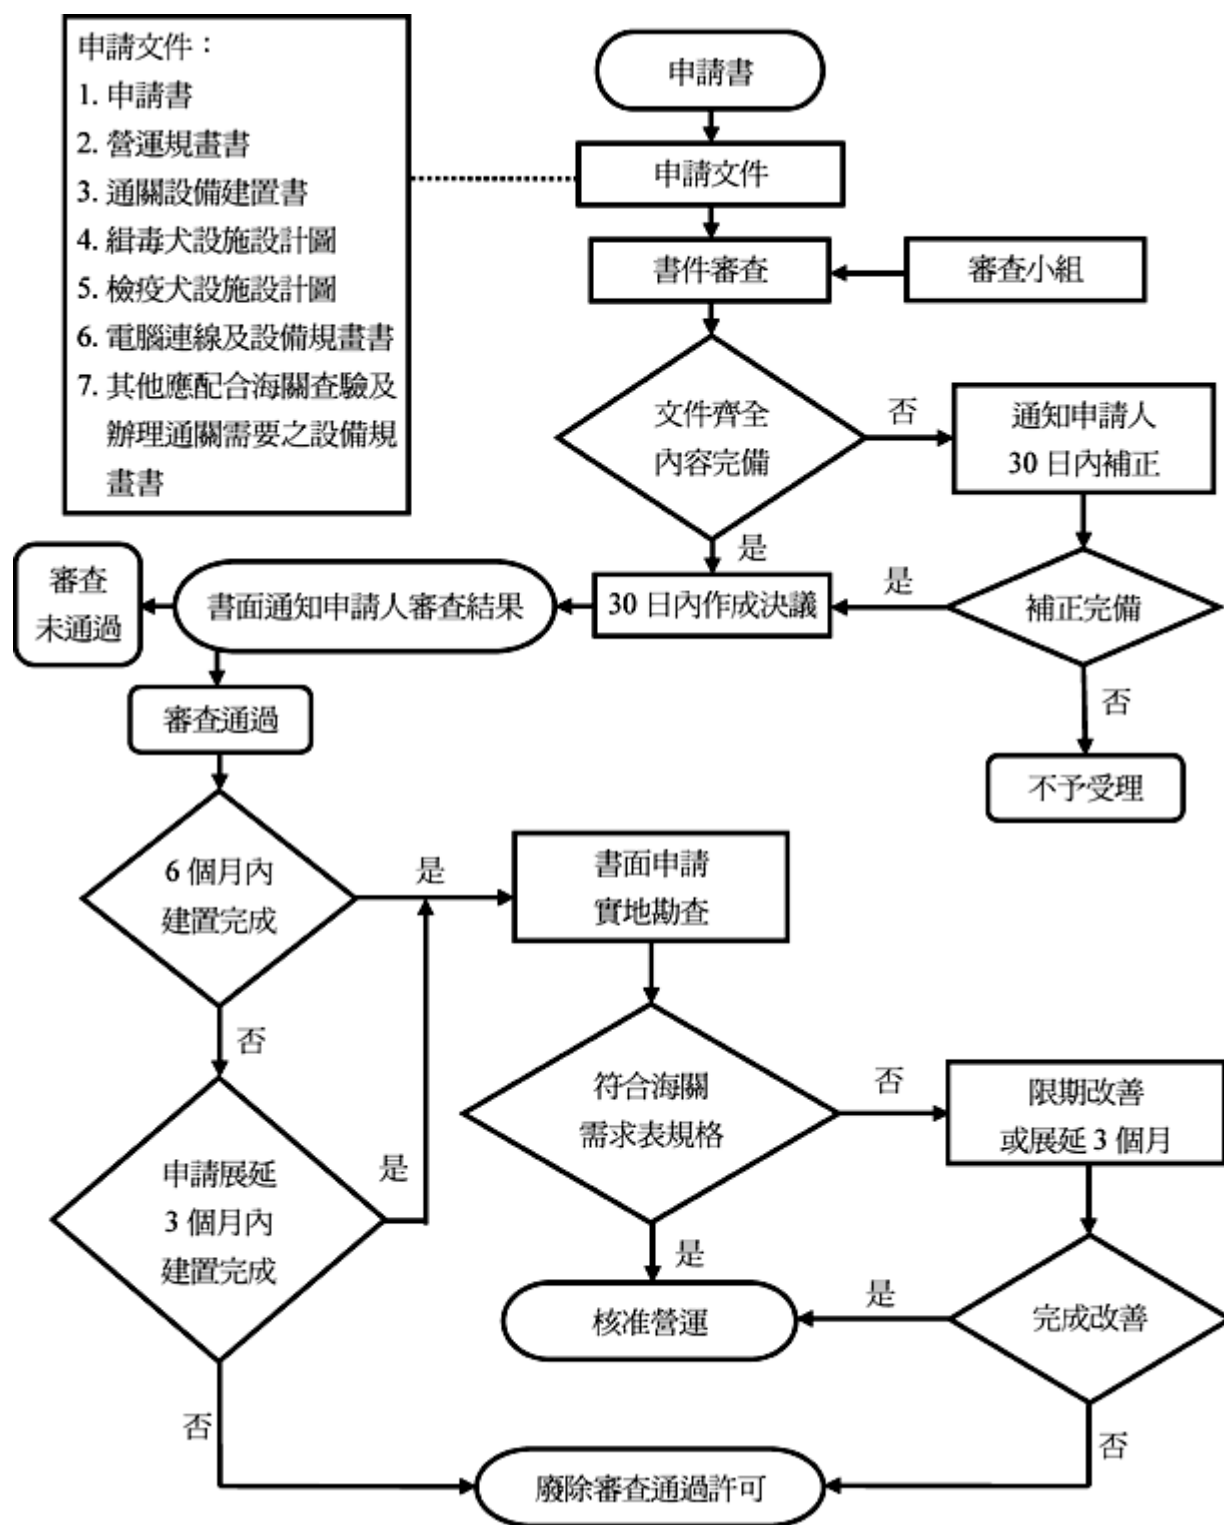 申請文件：
1. 申請書
2. 營運規畫書
3. 通關設備建置書
4. 緝毒犬設施設計圖
5. 檢疫犬設施設計圖
6. 電腦連線及設備規畫書
7. 其他應配合海關查驗及
辦理通關需要之設備規
畫書
申請書
申請文件
書件審查
審查小組
文件齊全
內容完備
否
通知申請人
30 日內補正
是
補正完備
是
30 日內作成決議
書面通知申請人審查結果
審查
未通過
否
不予受理
審查通過
6 個月內
建置完成
是
書面申請
實地勘查
否
申請展延
3 個月內
建置完成
是
符合海關
需求表規格
否
限期改善
或展延 3 個月
是
核准營運
是
完成改善
否
否
廢除審查通過許可